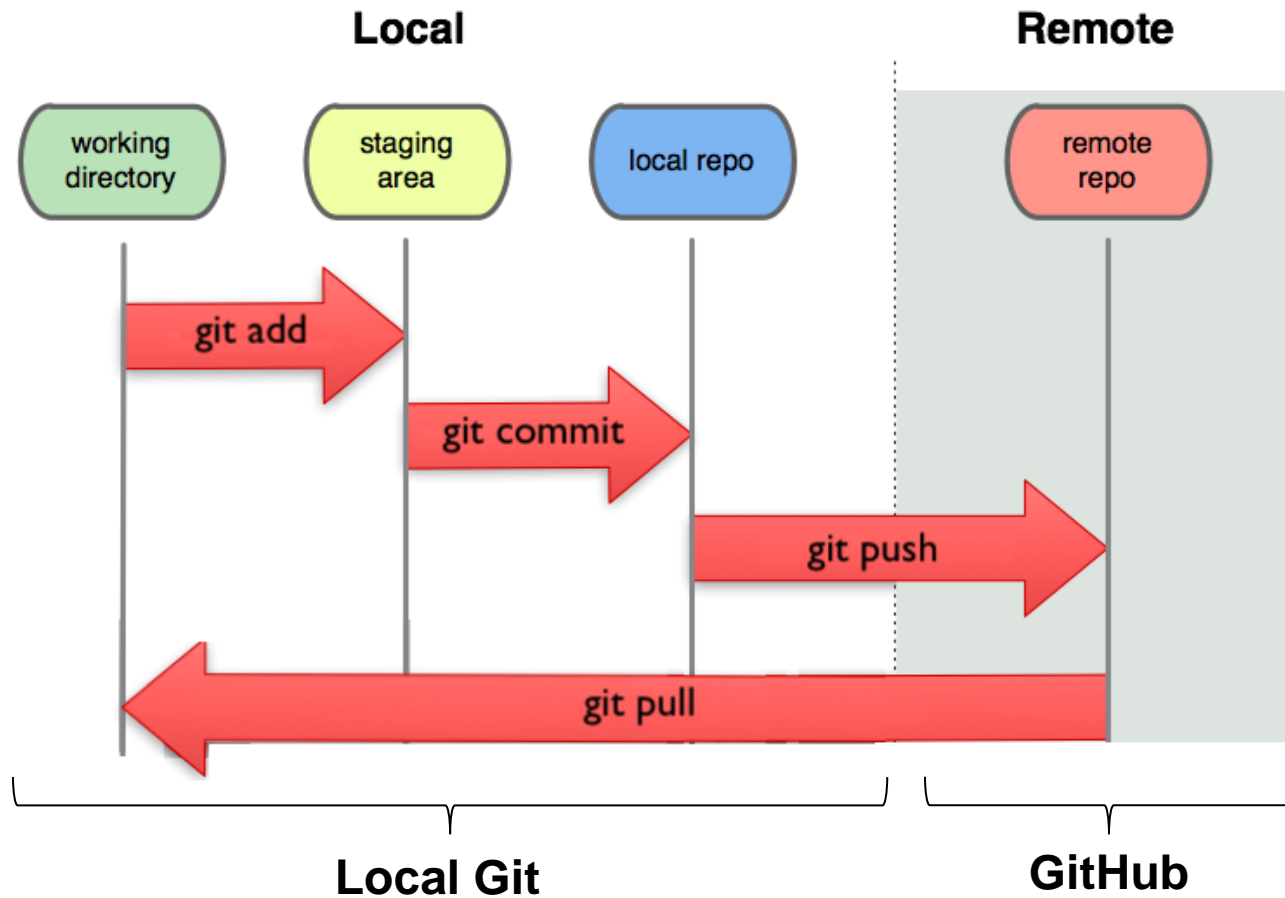 Local
Remote
working
directory
staging
area
local repo
remote
repo
git add
git commit
git push
git pull
Local Git
GitHub